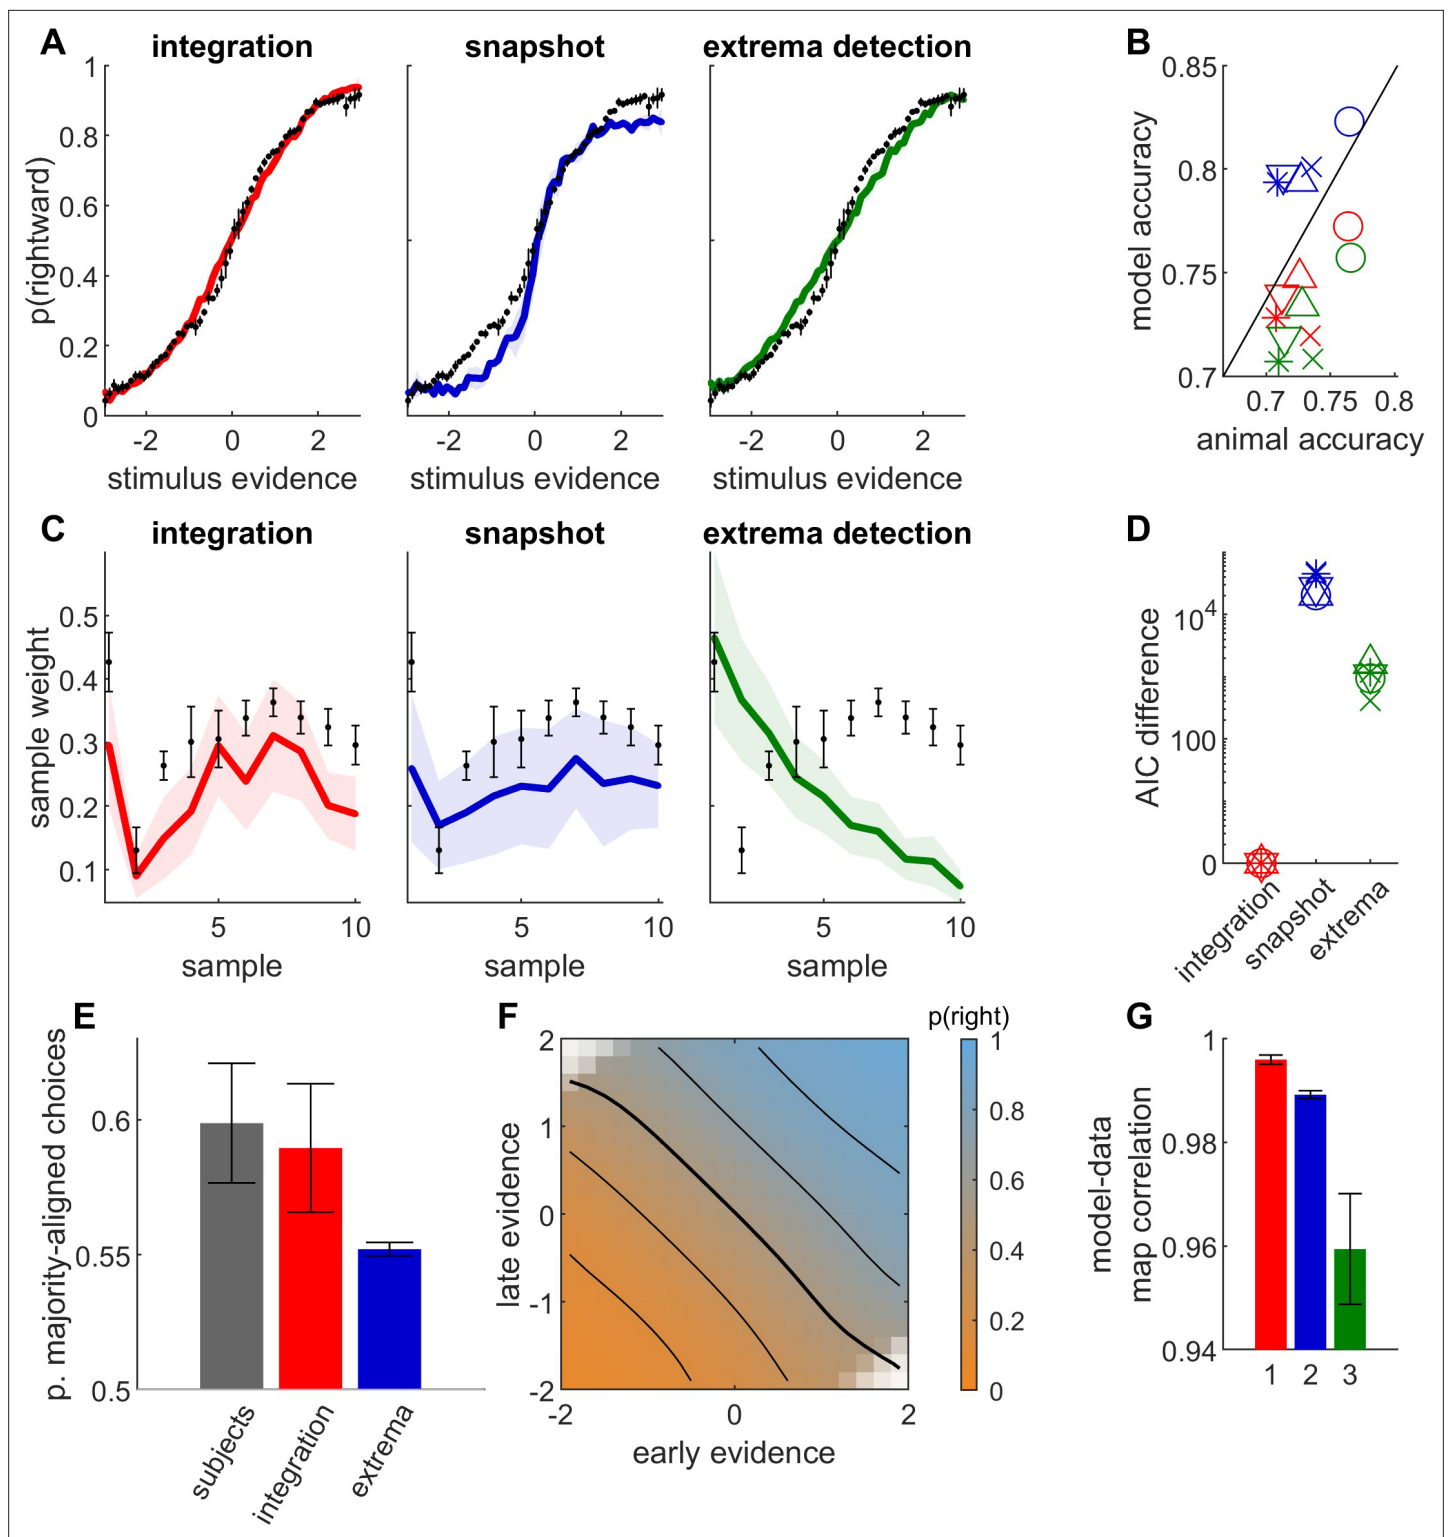 A
integration
snapshot
extrema detection
p(rightward)
1
0.8
0.6
0.4
0.2
0
-2 0 2
-2 0 2
-2 0 2
stimulus evidence
stimulus evidence
stimulus evidence
B
model accuracy
0.85
0.8
0.75
0.7
0.7 0.75 0.8
animal accuracy
C
integration
snapshot
extrema detection
sample weight
0.5
0.4
0.3
0.2
0.1
5 10
5 10
5 10
sample
sample
sample
D
AIC difference
10^4
100
0
integration
snapshot
extrema
E
p. majority-aligned choices
0.6
0.55
0.5
subjects
integration
extrema
F
p(right)
late evidence
2
1
0
-1
-2
-2 0 2
early evidence
1
0.8
0.6
0.4
0.2
0
G
model-data
map correlation
1
0.98
0.96
0.94
1 2 3